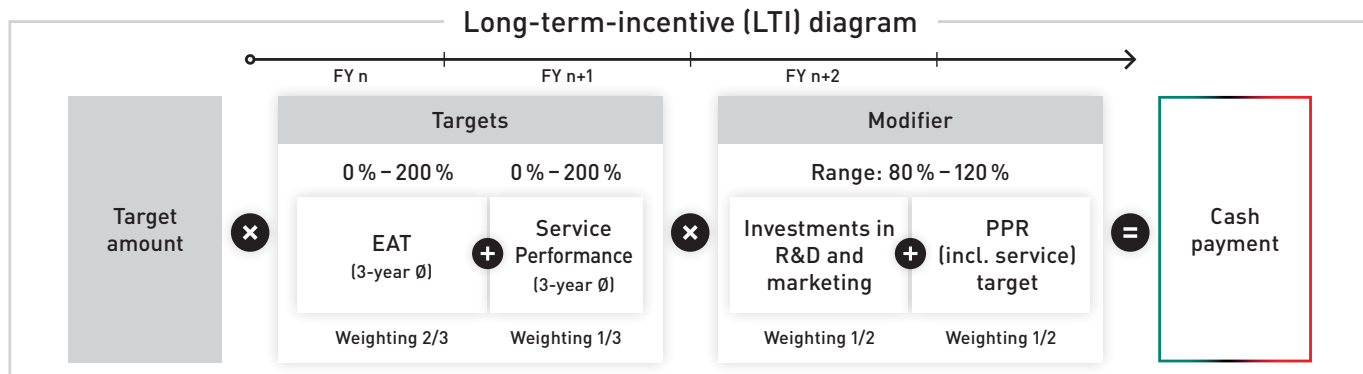 Long-term-incentive (LTI) diagram
FY n
FY n+1
FY n+2
Target
amount
×
Targets
0 % – 200 %
0 % – 200 %
EAT
(3-year Ø)
+
Service
Performance
(3-year Ø)
Weighting 2/3
Weighting 1/3
×
Modifier
Range: 80 % – 120 %
Investments in
R&D and
marketing
+
PPR
(incl. service)
target
Weighting 1/2
Weighting 1/2
=
Cash
payment